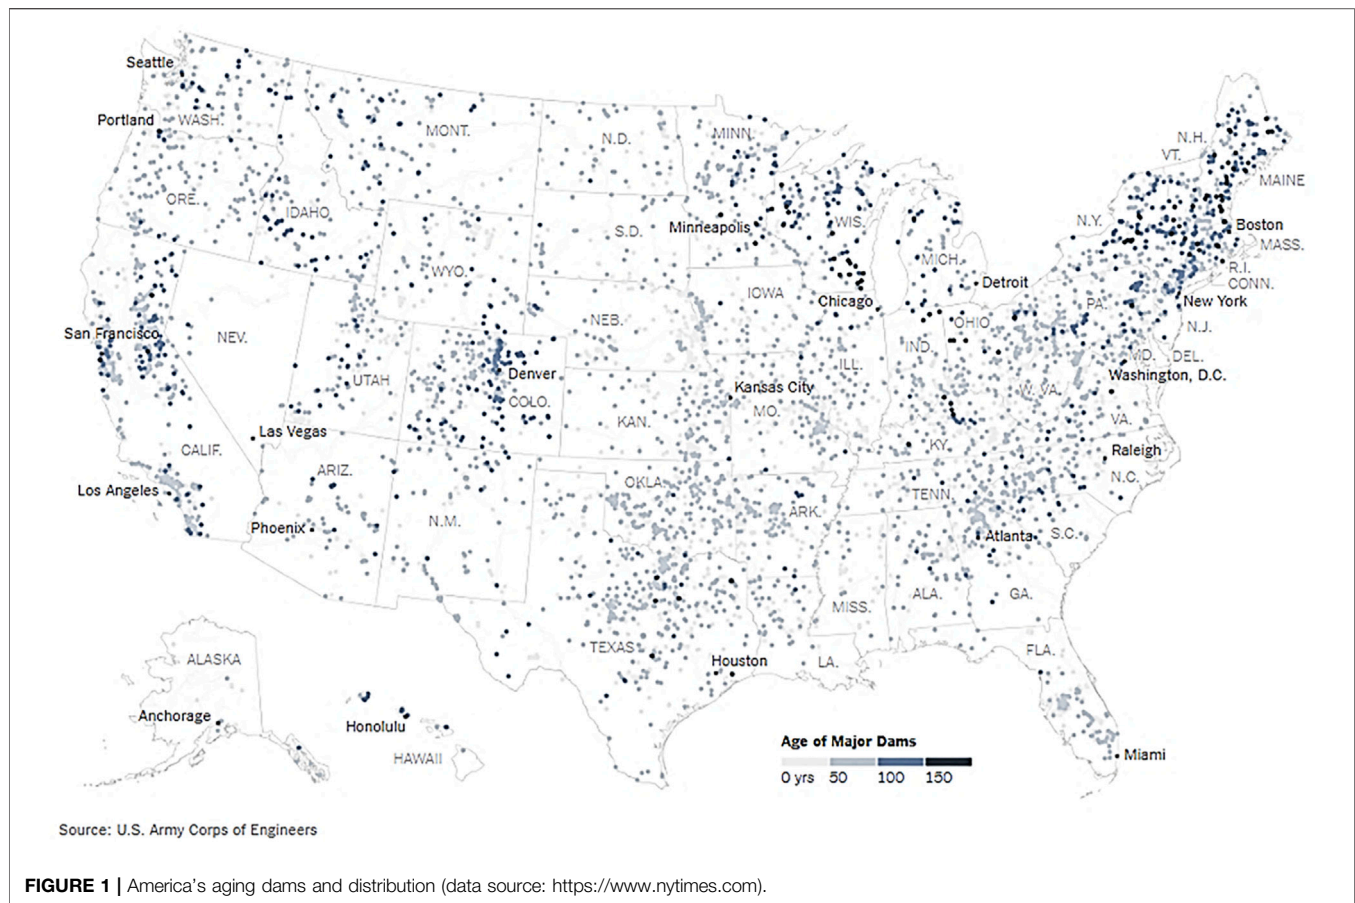 Seattle
WASH.
Portland
MONT.
N.D.
MINN.
N.H.
VT.
MAINE
ORE.
IDAHO
S.D.
Minneapolis
WIS.
N.Y.
Boston
MASS.
WYO.
MICH.
R.I.
CONN.
Detroit
IOWA
Chicago
PA.
New York
San Francisco
NEV.
NEB.
OHIO
N.J.
IND.
MD.
DEL.
UTAH
Denver
ILL.
Washington, D.C.
COLO.
Kansas City
W. VA.
MO.
KAN.
VA.
Las Vegas
CALIF.
KY.
Raleigh
ARIZ.
N.C.
Los Angeles
OKLA.
TENN.
Phoenix
N.M.
ARK.
Atlanta
S.C.
MISS.
ALA.
GA.
TEXAS
Houston
LA.
FLA.
ALASKA
Anchorage
Honolulu
HAWAII
Miami
Age of Major Dams
0 yrs 50 100 150
Source: U.S. Army Corps of Engineers
FIGURE 1 | America's aging dams and distribution (data source: https://www.nytimes.com).